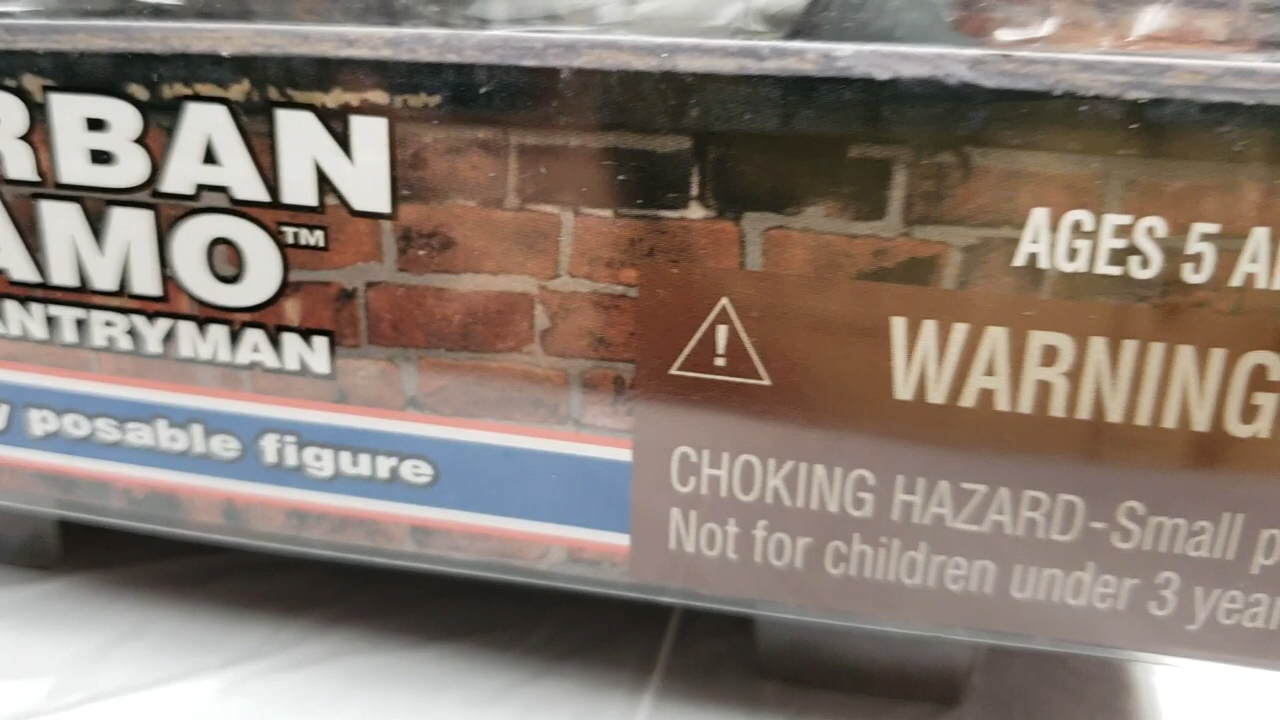 RBAN
AMO™
ANTRYMAN
y posable figure
AGES 5 A
WARNING
CHOKING HAZARD-Small p
Not for children under 3 year